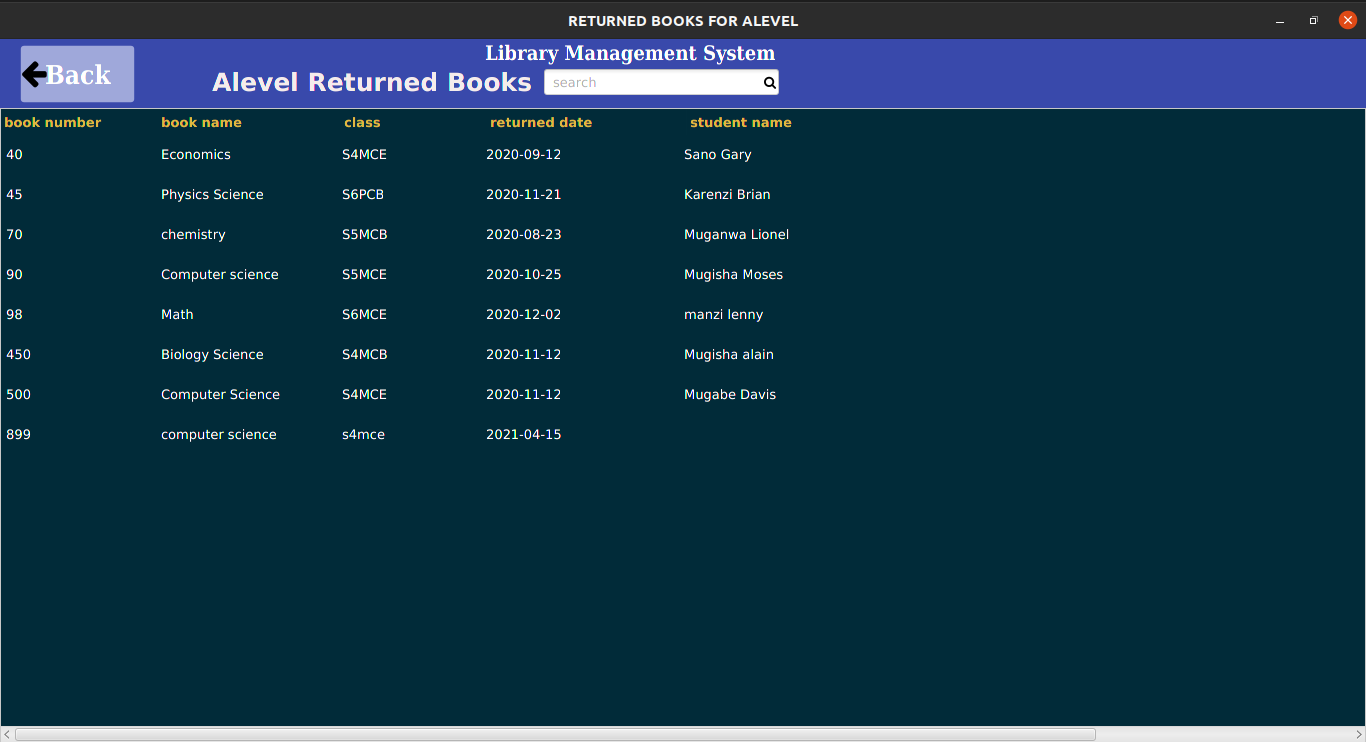 RETURNED BOOKS FOR ALEVEL
Library Management System
Back
Alevel Returned Books search
book number book name class returned date student name
40 Economics S4MCE 2020-09-12 Sano Gary
45 Physics Science S6PCB 2020-11-21 Karenzi Brian
70 chemistry S5MCB 2020-08-23 Muganwa Lionel
90 Computer science S5MCE 2020-10-25 Mugisha Moses
98 Math S6MCE 2020-12-02 manzi lenny
450 Biology Science S4MCB 2020-11-12 Mugisha alain
500 Computer Science S4MCE 2020-11-12 Mugabe Davis
899 computer science s4mce 2021-04-15